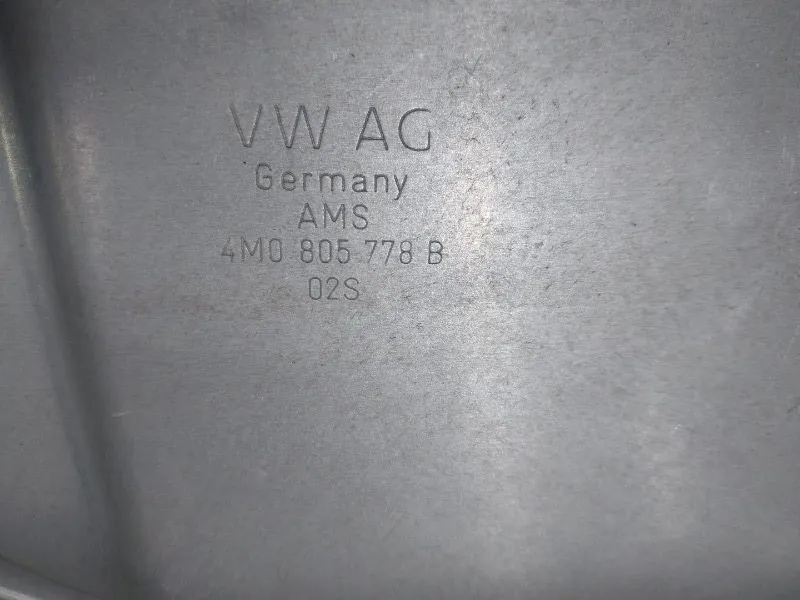 VW AG
Germany
AMS
4M0 805 778 B
02S